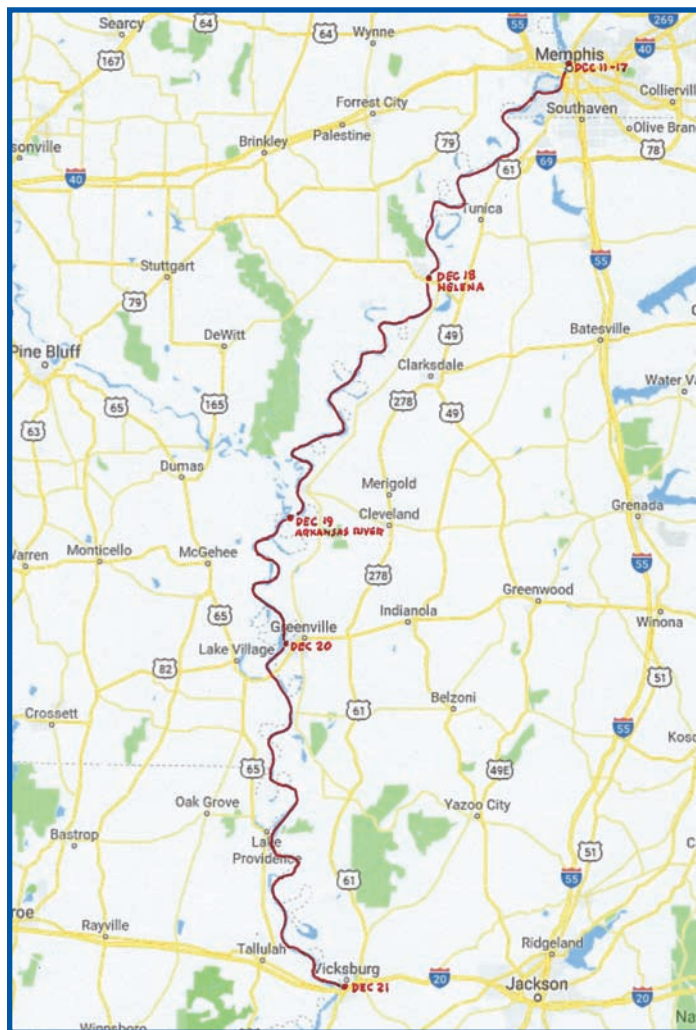 64
Searcy
64
Wynne
55
269
167
Memphis
40
DEC 11-17
Collierville
Forrest City
Southaven
Palestine
Olive Bran
Brinkley
79
78
sonville
61
69
40
Tunica
Stuttgart
DEC 18
HELENA
55
79
DeWitt
49
Batesville
Pine Bluff
Clarksdale
278
Water Va
65
165
49
63
Dumas
Merigold
DEC 19
ARKANSAS RIVER
Cleveland
Grenada
Warren
Monticello
McGehee
55
278
Greenwood
65
Indianola
Winona
Greenville
DEC 20
Lake Village
82
51
Belzoni
61
Crossett
55
Kosc
65
49E
Oak Grove
Yazoo City
Bastrop
Lake
Providence
51
61
55
roe
Rayville
Tallulah
Ridgeland
Vicksburg
20
DEC 21
Jackson
20
Winnsboro
Na